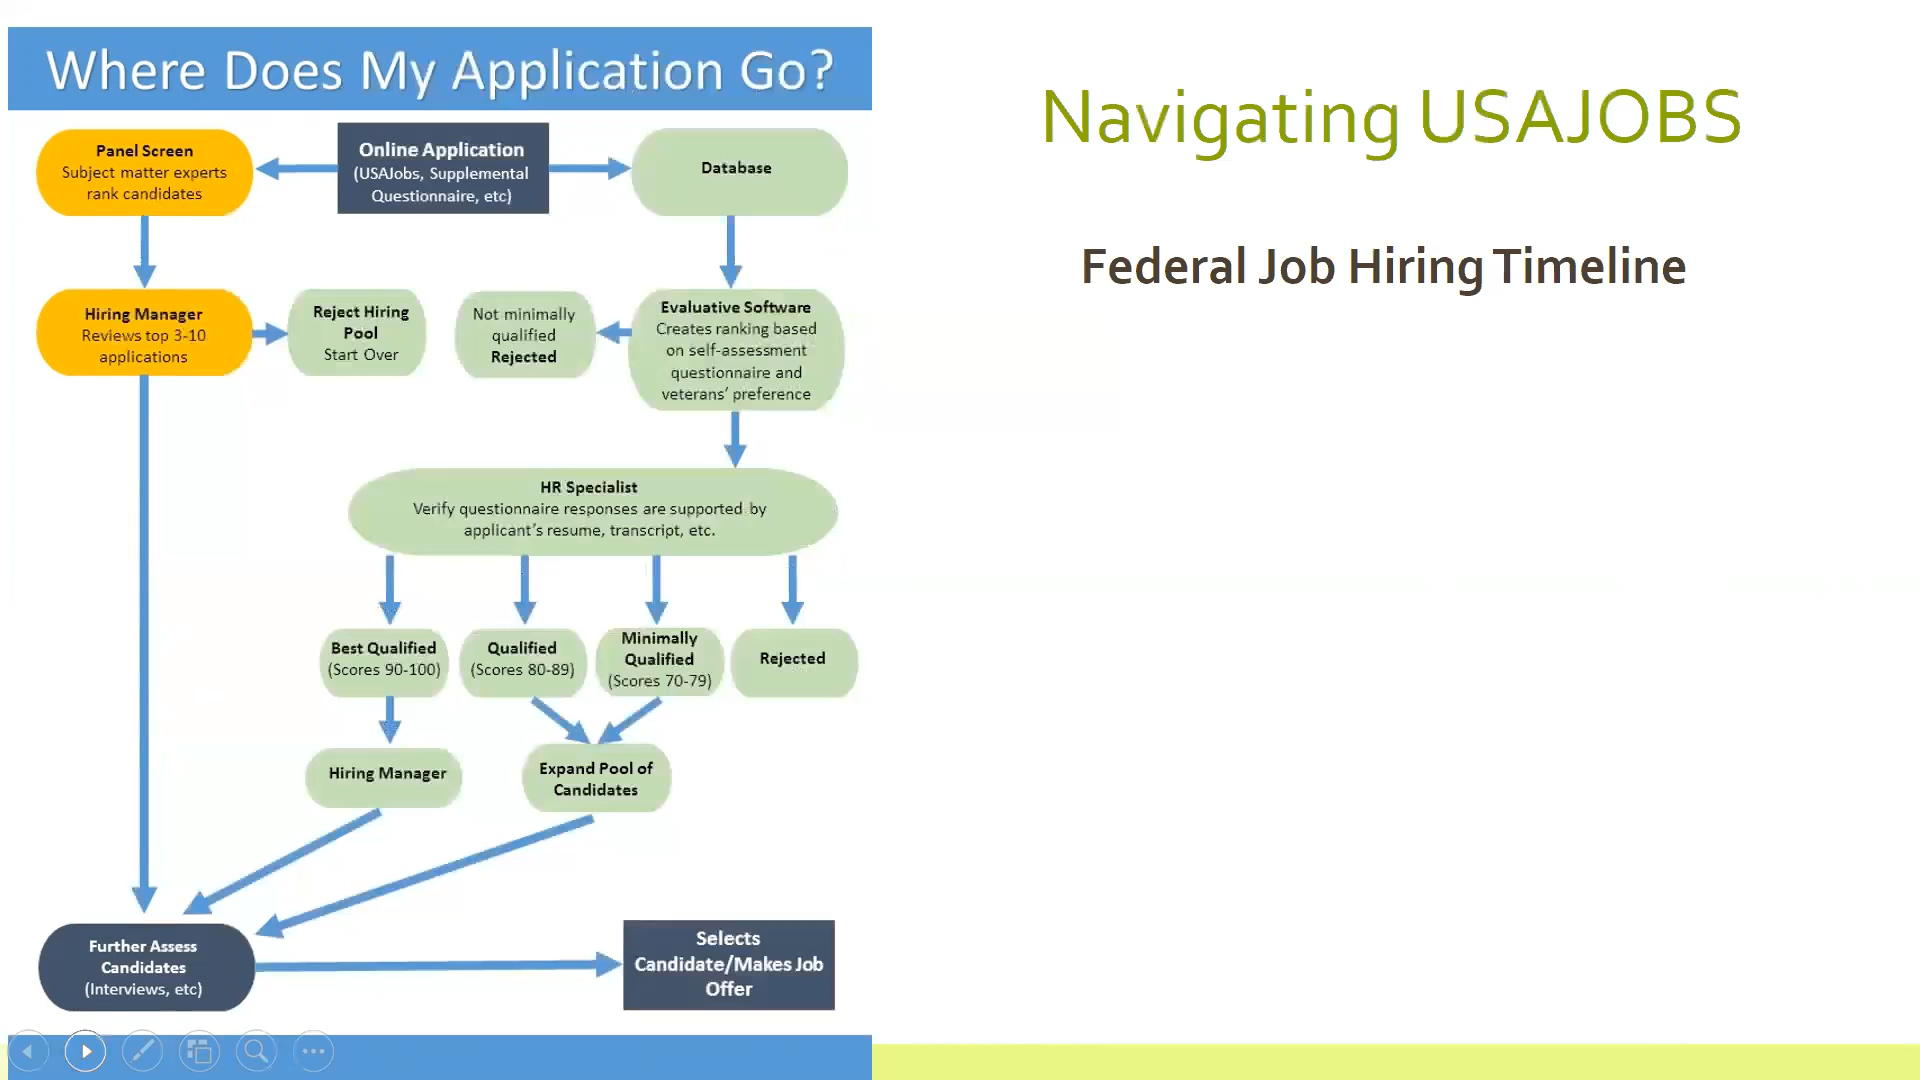 Where Does My Application Go?
Panel Screen
Subject matter experts
rank candidates
Online Application
(USAJobs, Supplemental
Questionnaire, etc)
Database
Hiring Manager
Reviews top 3-10
applications
Reject Hiring
Pool
Start Over
Not minimally
qualified
Rejected
Evaluative Software
Creates ranking based
on self-assessment
questionnaire and
veterans’ preference
HR Specialist
Verify questionnaire responses are supported by
applicant’s resume, transcript, etc.
Best Qualified
(Scores 90-100)
Qualified
(Scores 80-89)
Minimally
Qualified
(Scores 70-79)
Rejected
Hiring Manager
Expand Pool of
Candidates
Further Assess
Candidates
(Interviews, etc)
Selects
Candidate/Makes Job
Offer
Navigating USAJOBS
Federal Job Hiring Timeline